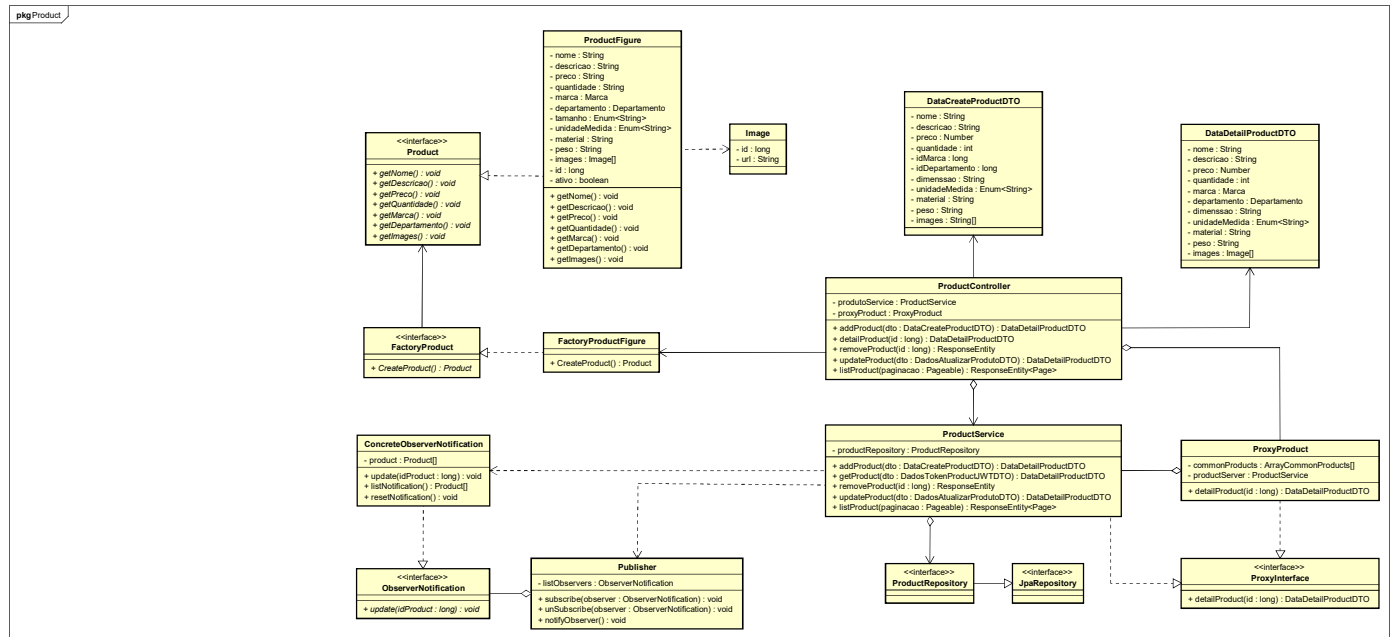 pkg Product
ProductFigure
- nome : String
- descricao : String
- preco : String
- quantidade : String
- marca : Marca
- departamento : Departamento
- tamanho : Enum<String>
- unidadeMedida : Enum<String>
- material : String
- peso : String
- images : Image[]
- id : long
- ativo : boolean
+ getNome() : void
+ getDescricao() : void
+ getPreco() : void
+ getQuantidade() : void
+ getMarca() : void
+ getDepartamento() : void
+ getImages() : void
Image
- id : long
- url : String
<<interface>>
Product
+ getNome() : void
+ getDescricao() : void
+ getPreco() : void
+ getQuantidade() : void
+ getMarca() : void
+ getDepartamento() : void
+ getImages() : void
DataCreateProductDTO
- nome : String
- descricao : String
- preco : Number
- quantidade : int
- idMarca : long
- idDepartamento : long
- dimenssao : String
- unidadeMedida : Enum<String>
- material : String
- peso : String
- images : String[]
DataDetailProductDTO
- nome : String
- descricao : String
- preco : Number
- quantidade : int
- marca : Marca
- departamento : Departamento
- dimenssao : String
- unidadeMedida : Enum<String>
- material : String
- peso : String
- images : Image[]
<<interface>>
FactoryProduct
+ CreateProduct() : Product
FactoryProductFigure
+ CreateProduct() : Product
ProductController
- produtoService : ProductService
- proxyProduct : ProxyProduct
+ addProduct(dto : DataCreateProductDTO) : DataDetailProductDTO
+ detailProduct(id : long) : DataDetailProductDTO
+ removeProduct(id : long) : ResponseEntity
+ updateProduct(dto : DadosAtualizarProdutoDTO) : DataDetailProductDTO
+ listProduct(paginacao : Pageable) : ResponseEntity<Page>
ConcreteObserverNotification
- product : Product[]
+ update(idProduct : long) : void
+ listNotification() : Product[]
+ resetNotification() : void
ProductService
- productRepository : ProductRepository
+ addProduct(dto : DataCreateProductDTO) : DataDetailProductDTO
+ getProduct(dto : DadosTokenProductJWTDTO) : DataDetailProductDTO
+ removeProduct(id : long) : ResponseEntity
+ updateProduct(dto : DadosAtualizarProdutoDTO) : DataDetailProductDTO
+ listProduct(paginacao : Pageable) : ResponseEntity<Page>
ProxyProduct
- commonProducts : ArrayCommonProducts[]
- productServer : ProductService
+ detailProduct(id : long) : DataDetailProductDTO
<<interface>>
ObserverNotification
+ update(idProduct : long) : void
Publisher
- listObservers : ObserverNotification
+ subscribe(observer : ObserverNotification) : void
+ unSubscribe(observer : ObserverNotification) : void
+ notifyObserver() : void
<<interface>>
ProductRepository
<<interface>>
JpaRepository
<<interface>>
ProxyInterface
+ detailProduct(id : long) : DataDetailProductDTO